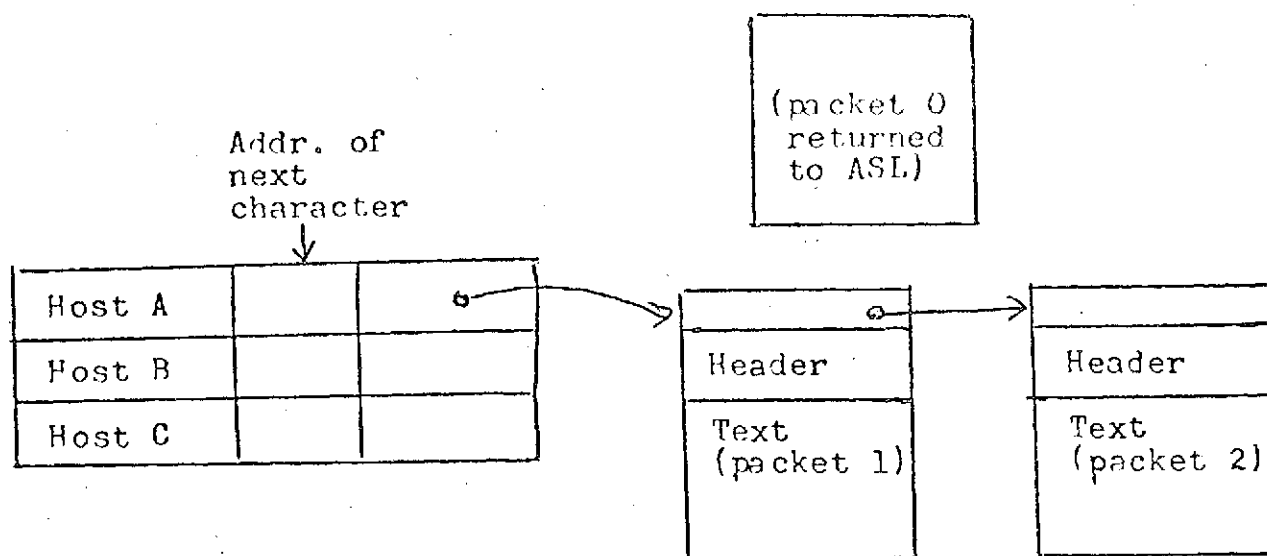 (packet 0
returned
to ASL)
Addr. of
next
character
Host A
Host B
Host C
Header
Text
(packet 1)
Header
Text
(packet 2)